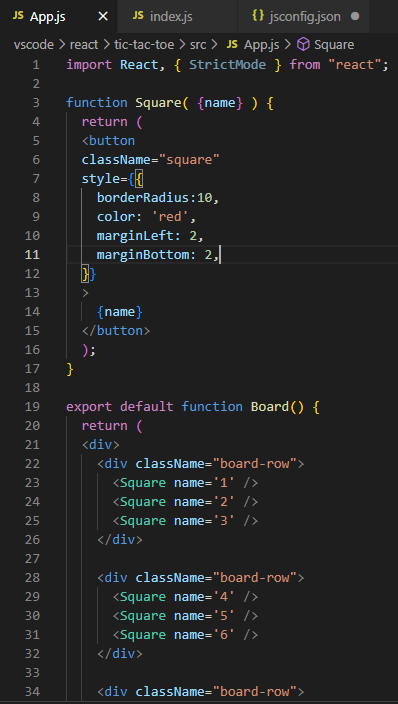 JS App.js × JS index.js {} jsconfig.json ●
vscode > react > tic-tac-toe > src > JS App.js > Square
1 import React, { StrictMode } from "react";
2
3 function Square( {name} ) {
4 return (
5 <button
6 className="square"
7 style={{
8 borderRadius:10,
9 color: 'red',
10 marginLeft: 2,
11 marginBottom: 2,
12 }}
13 >
14 {name}
15 </button>
16 );
17 }
18
19 export default function Board() {
20 return (
21 <div>
22 <div className="board-row">
23 <Square name='1' />
24 <Square name='2' />
25 <Square name='3' />
26 </div>
27
28 <div className="board-row">
29 <Square name='4' />
30 <Square name='5' />
31 <Square name='6' />
32 </div>
33
34 <div className="board-row">